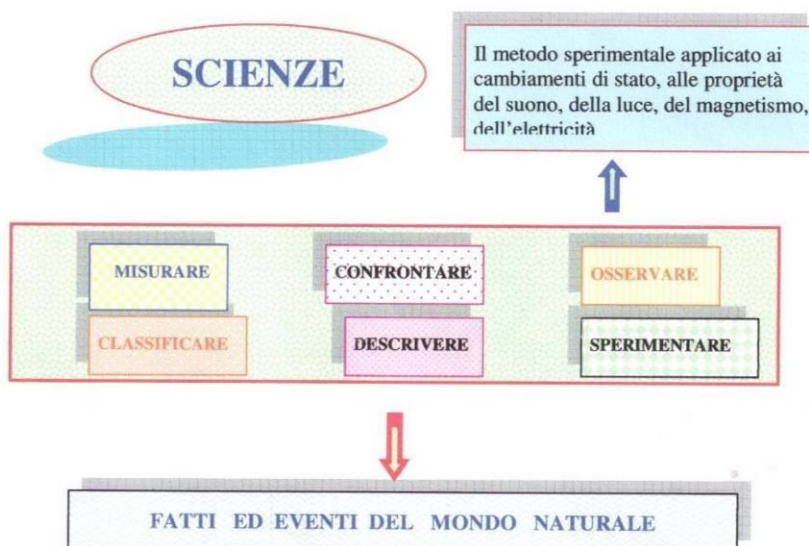 SCIENZE
Il metodo sperimentale applicato ai
cambiamenti di stato, alle proprietà
del suono, della luce, del magnetismo,
dell'elettricità
MISURARE
CONFRONTARE
OSSERVARE
CLASSIFICARE
DESCRIVERE
SPERIMENTARE
FATTI ED EVENTI DEL MONDO NATURALE